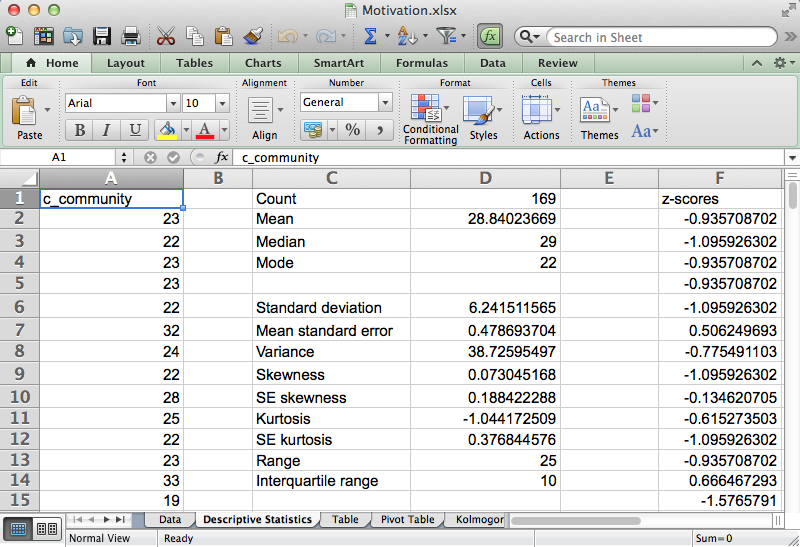 Motivation.xlsx
Search in Sheet
Home Layout Tables Charts SmartArt Formulas Data Review
Edit Font Alignment Number Format Cells Themes
Arial 10 General
Paste B I U A Align % , Conditional Formatting Styles Actions Themes Aa
A1 fx c_community
A B C D E F
1 c_community Count 169 z-scores
2 23 Mean 28.84023669 -0.935708702
3 22 Median 29 -1.095926302
4 23 Mode 22 -0.935708702
5 23 -0.935708702
6 22 Standard deviation 6.241511565 -1.095926302
7 32 Mean standard error 0.478693704 0.506249693
8 24 Variance 38.72595497 -0.775491103
9 22 Skewness 0.073045168 -1.095926302
10 28 SE skewness 0.188422288 -0.134620705
11 25 Kurtosis -1.044172509 -0.615273503
12 22 SE kurtosis 0.376844576 -1.095926302
13 23 Range 25 -0.935708702
14 33 Interquartile range 10 0.666467293
15 19 -1.5765791
Data Descriptive Statistics Table Pivot Table Kolmogor
Normal View Ready Sum=0